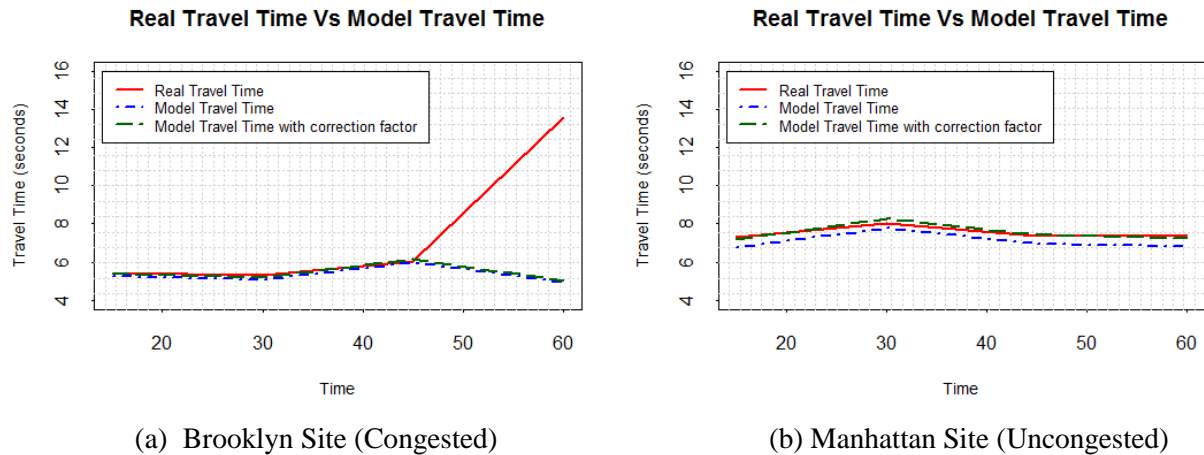 Real Travel Time Vs Model Travel Time
Travel Time (seconds)
16
14
12
10
8
6
4
Real Travel Time
Model Travel Time
Model Travel Time with correction factor
20 30 40 50 60
Time
(a) Brooklyn Site (Congested)
Real Travel Time Vs Model Travel Time
Travel Time (seconds)
16
14
12
10
8
6
4
Real Travel Time
Model Travel Time
Model Travel Time with correction factor
20 30 40 50 60
Time
(b) Manhattan Site (Uncongested)